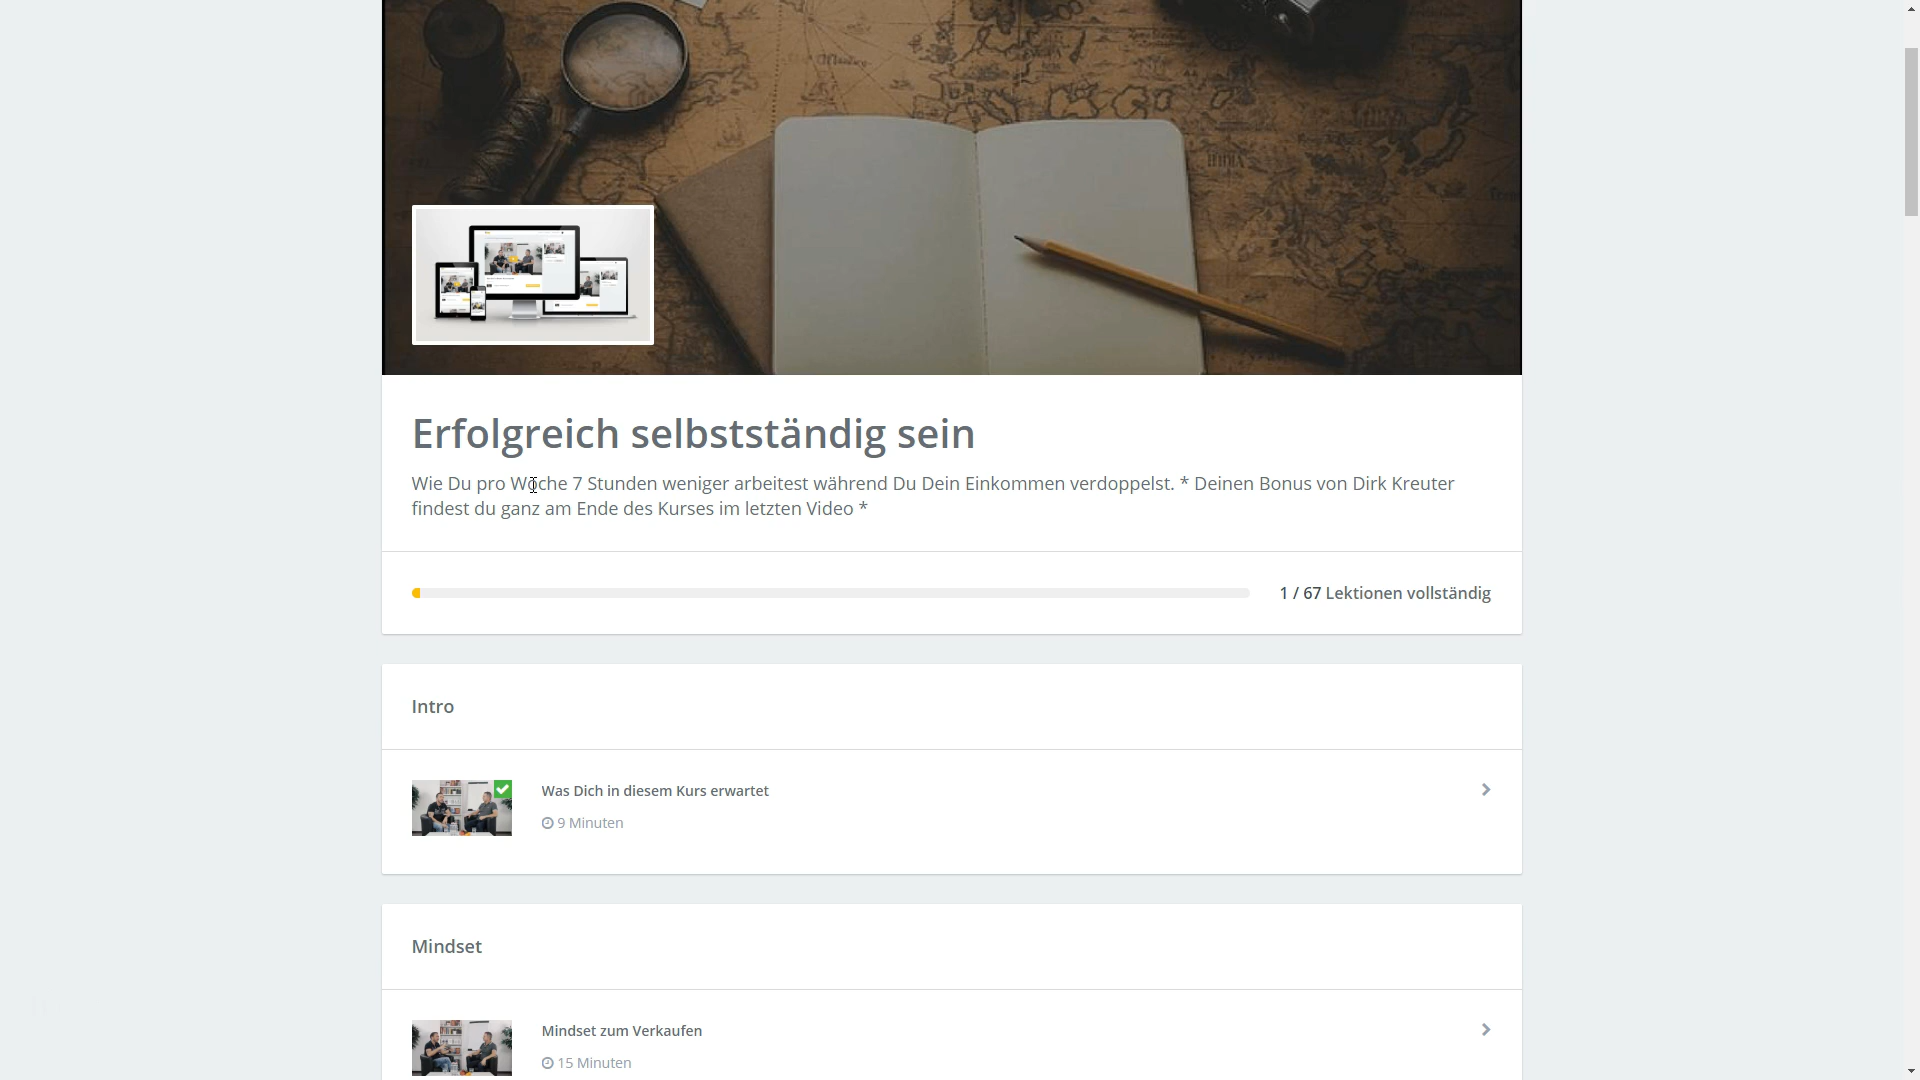 Erfolgreich selbstständig sein
Wie Du pro Woche 7 Stunden weniger arbeitest während Du Dein Einkommen verdoppelst. * Deinen Bonus von Dirk Kreuter
findest du ganz am Ende des Kurses im letzten Video *
1 / 67 Lektionen vollständig
Intro
Was Dich in diesem Kurs erwartet
9 Minuten
Mindset
Mindset zum Verkaufen
15 Minuten